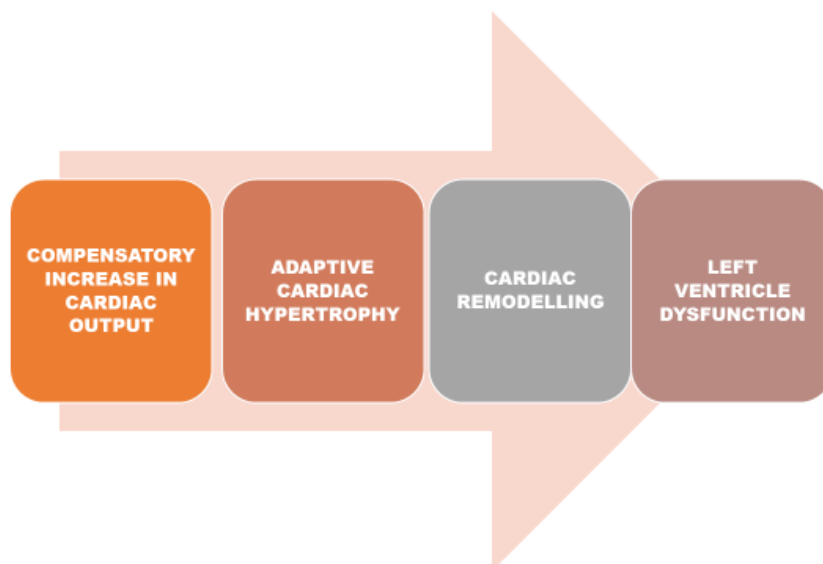 COMPENSATORY
INCREASE IN
CARDIAC
OUTPUT
ADAPTIVE
CARDIAC
HYPERTROPHY
CARDIAC
REMODELLING
LEFT
VENTRICLE
DYSFUNCTION